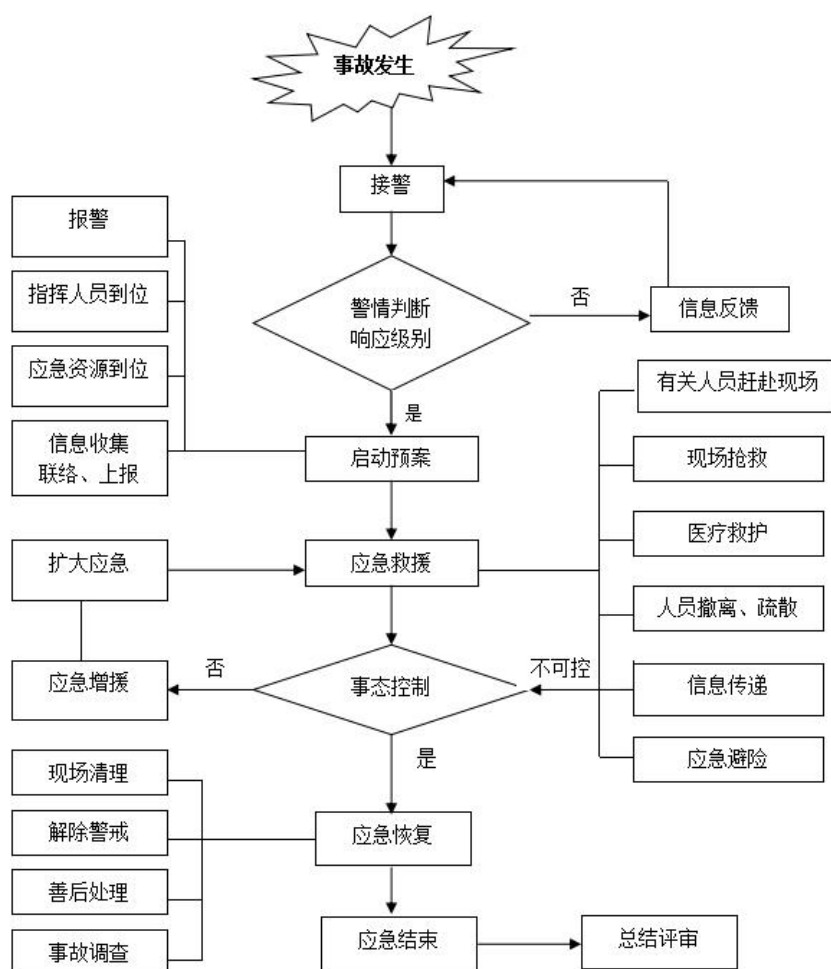 事故发生
接警
报警
指挥人员到位
警情判断
响应级别
否
信息反馈
应急资源到位
有关人员赶赴现场
是
信息收集
联络、上报
启动预案
现场抢救
医疗救护
扩大应急
应急救援
人员撤离、疏散
应急增援
否
事态控制
不可控
信息传递
是
应急避险
现场清理
解除警戒
应急恢复
善后处理
事故调查
应急结束
总结评审